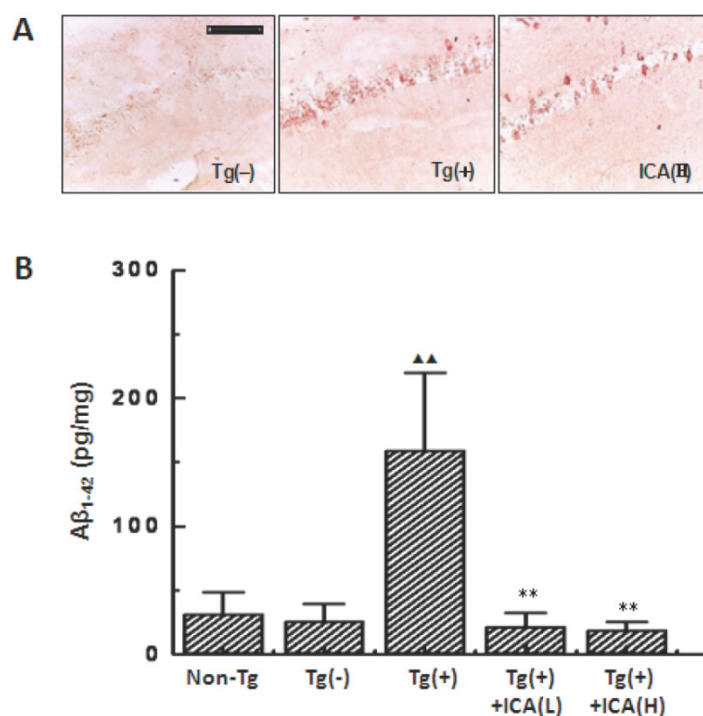 A
Tg(–)
Tg(+)
ICA(H)
B
Aβ1-42 (pg/mg)
300
200
100
0
▲▲
**
**
Non-Tg
Tg(-)
Tg(+)
Tg(+)
+ICA(L)
Tg(+)
+ICA(H)